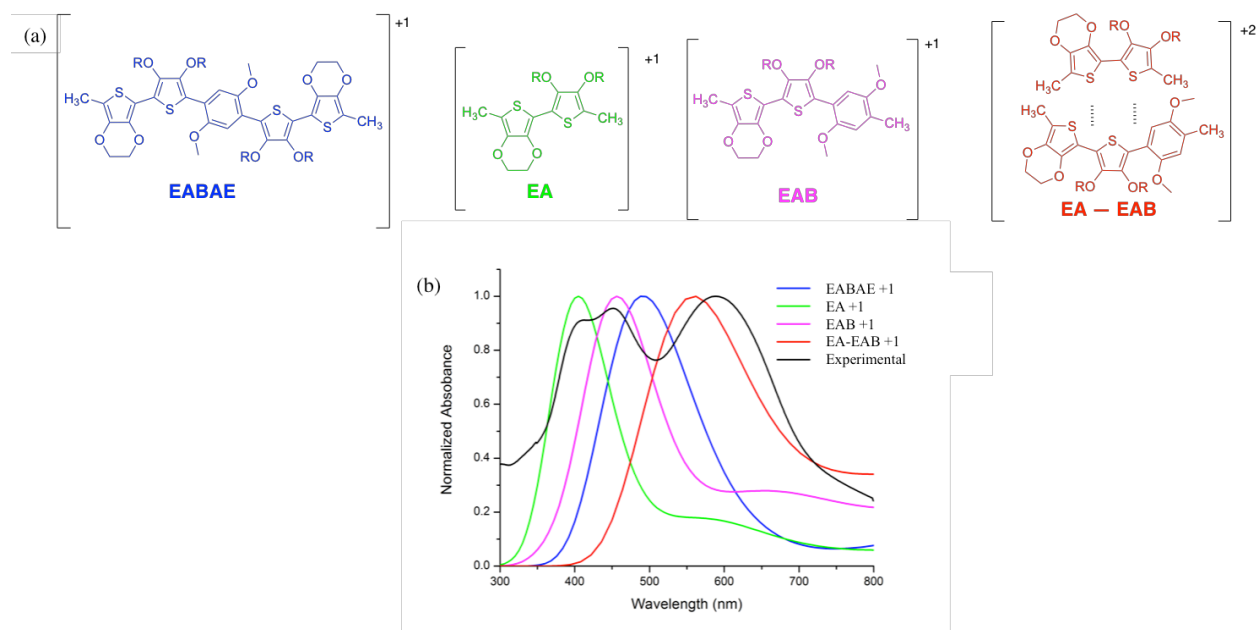 (a)
+1
RO OR
O
O
O
H3C
S
S
O
S
S
CH3
O
O
O
RO OR
EABAE
+1
RO OR
H3C
S
S
CH3
O
O
EA
+1
RO OR
O
H3C
S
S
CH3
O
O
O
EAB
+2
O
O
RO
OR
H3C
S
S
CH3
H3C
S
S
O
CH3
O
O
RO
OR
O
EA — EAB
(b)
EABAE +1
EA +1
EAB +1
EA-EAB +1
Experimental
1.0
0.8
0.6
0.4
0.2
0.0
Normalized Absobance
300 400 500 600 700 800
Wavelength (nm)